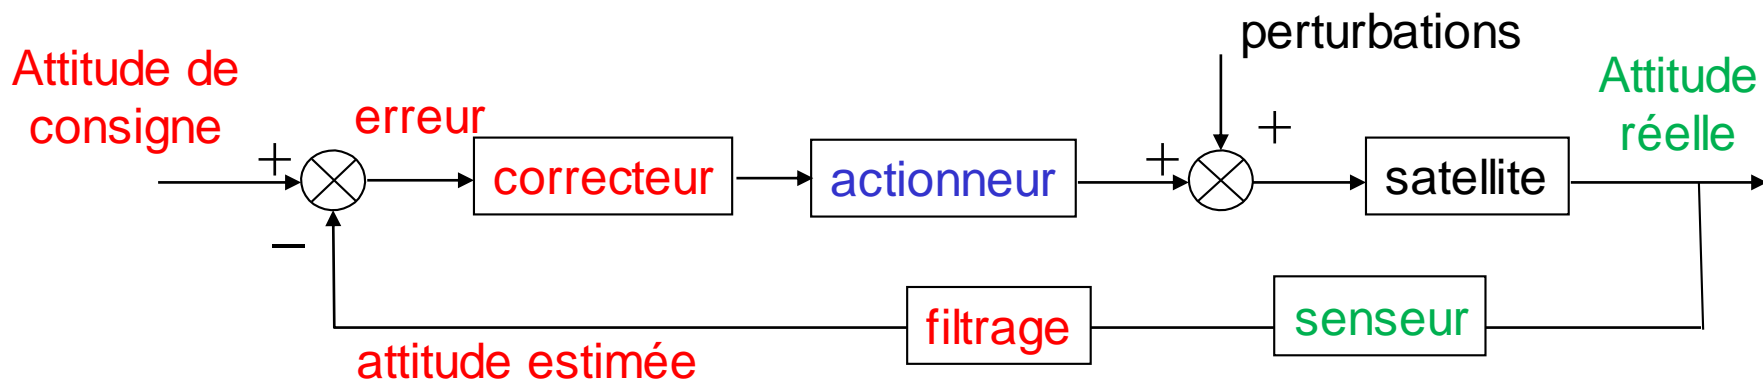 perturbations
Attitude de
consigne
Attitude
réelle
erreur
+
correcteur
actionneur
+
+
satellite
−
filtrage
senseur
attitude estimée